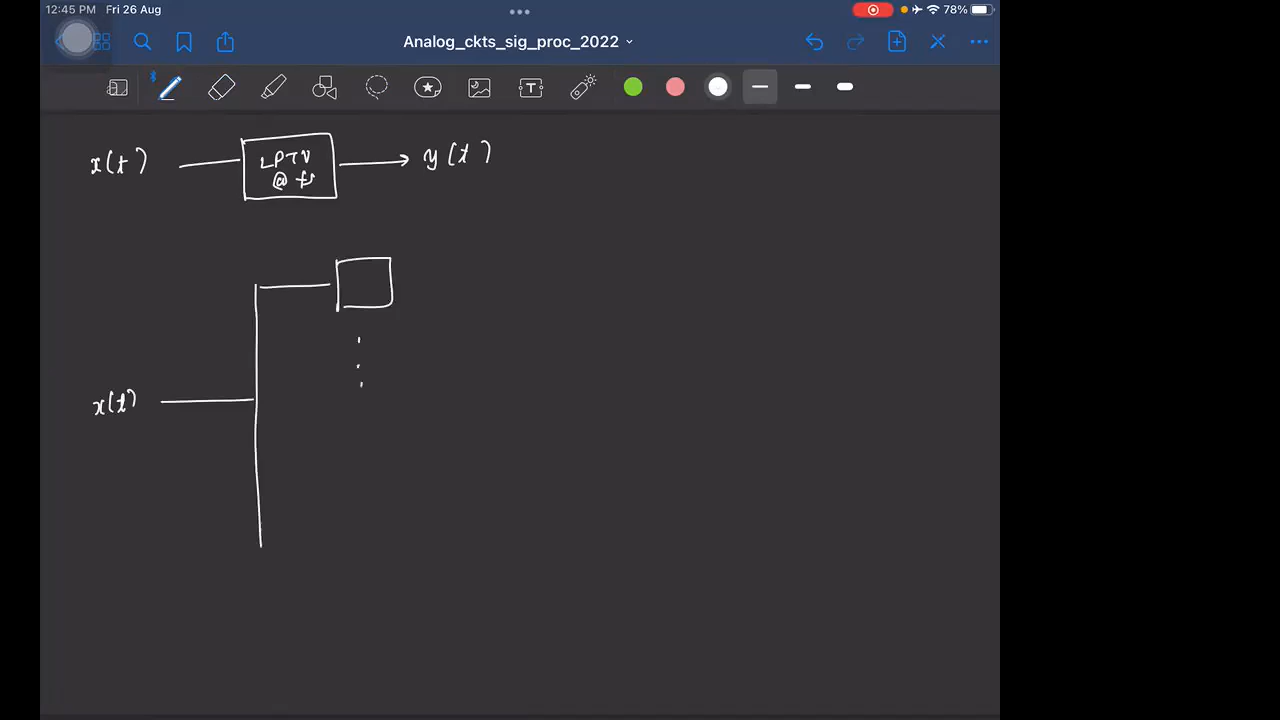 12:45 PM Fri 26 Aug
78%
Analog_ckts_sig_proc_2022
T
x(t)
LPTV
@ fs
y(t)
x(t)